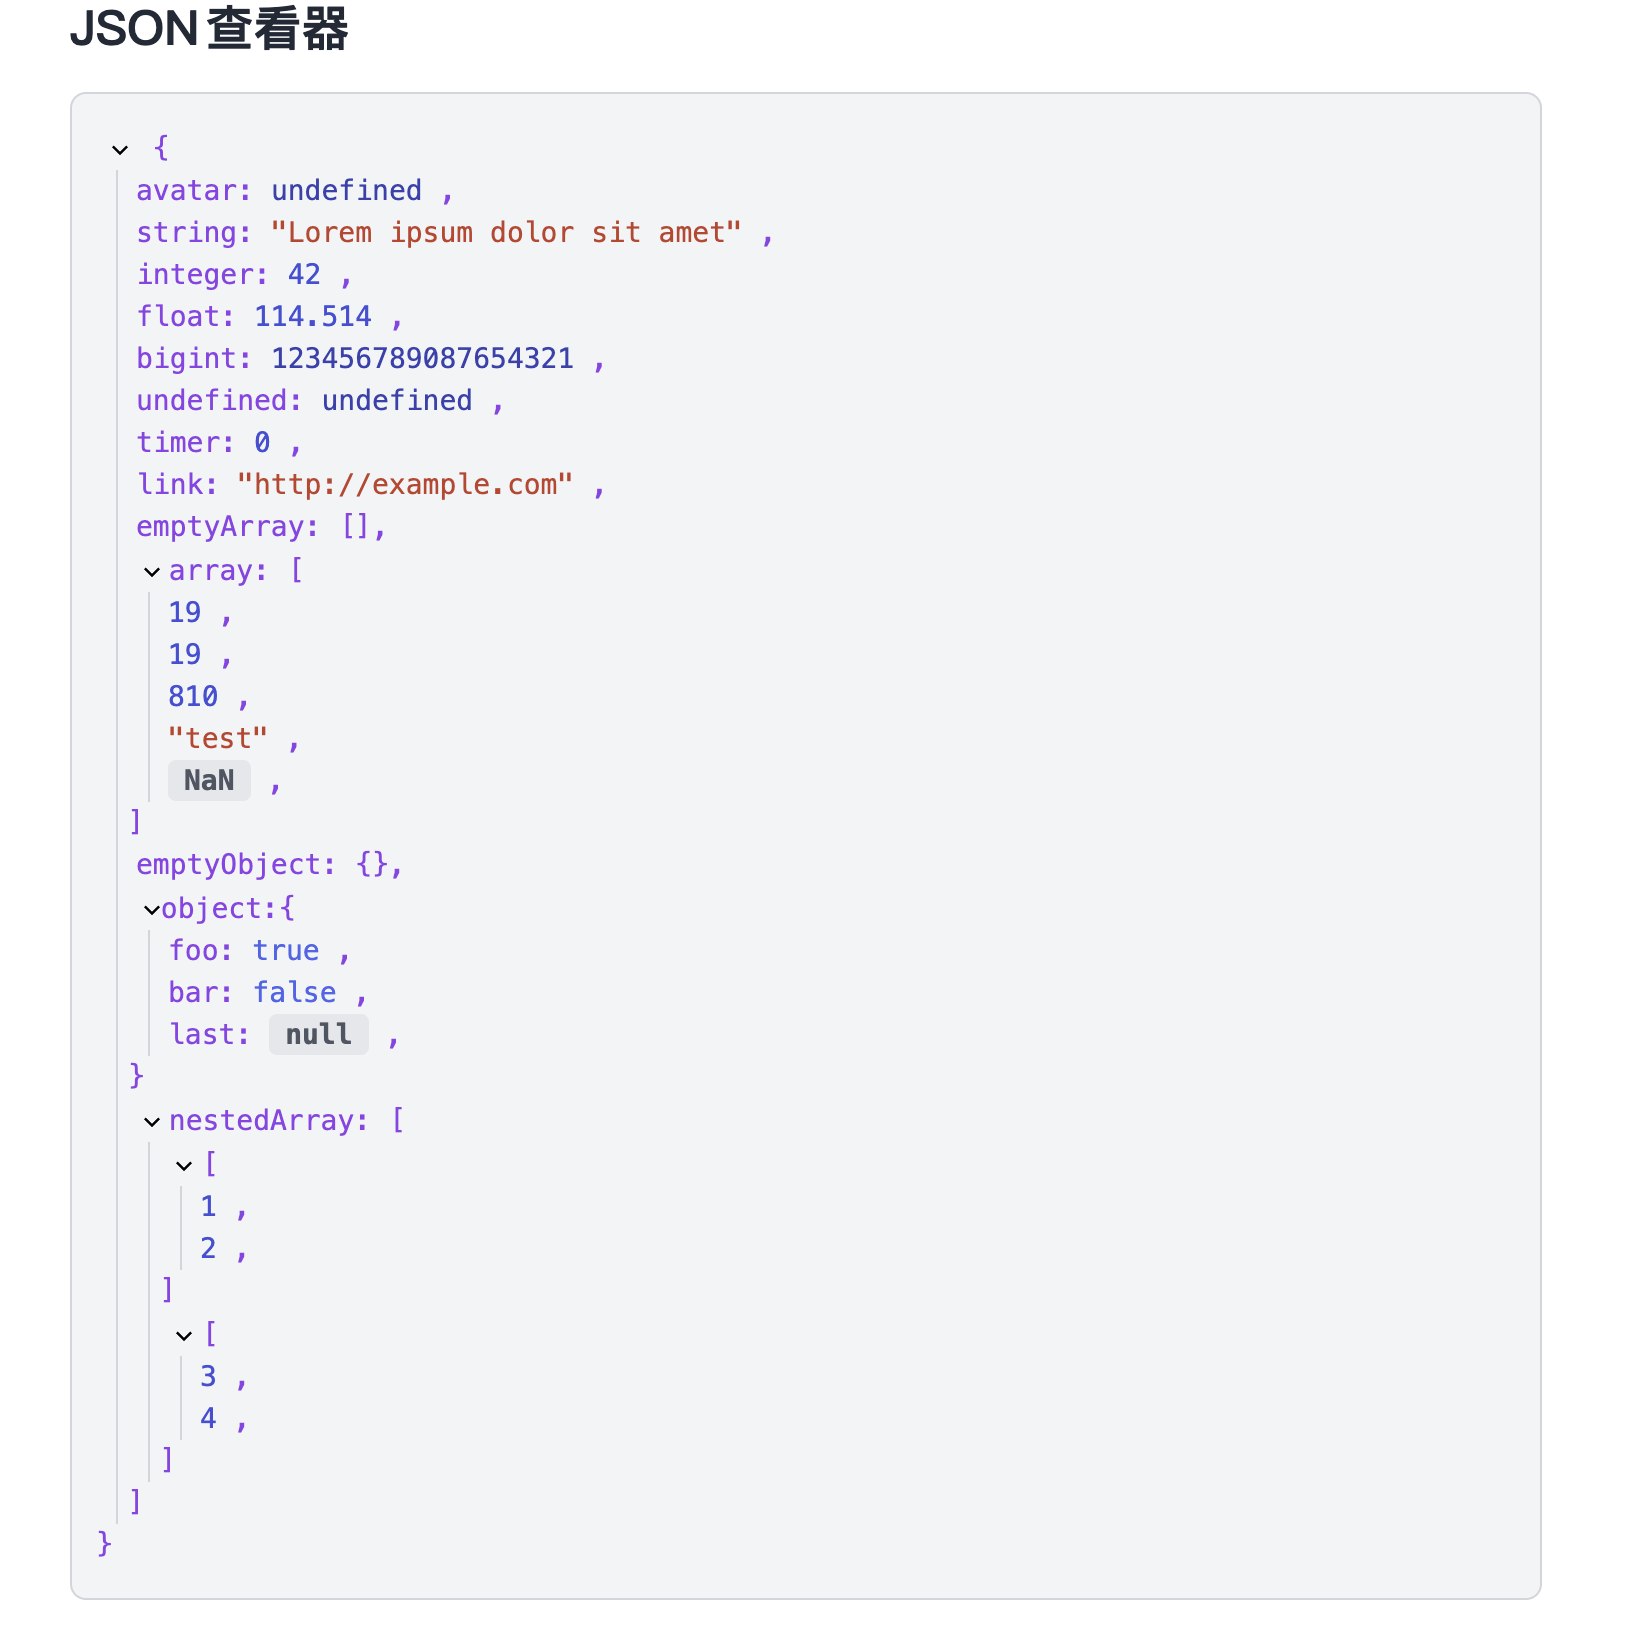 JSON 查看器
{
avatar: undefined ,
string: "Lorem ipsum dolor sit amet" ,
integer: 42 ,
float: 114.514 ,
bigint: 123456789087654321 ,
undefined: undefined ,
timer: 0 ,
link: "http://example.com" ,
emptyArray: [],
array: [
19 ,
19 ,
810 ,
"test" ,
NaN ,
]
emptyObject: {},
object:{
foo: true ,
bar: false ,
last: null ,
}
nestedArray: [
[
1 ,
2 ,
]
[
3 ,
4 ,
]
]
}